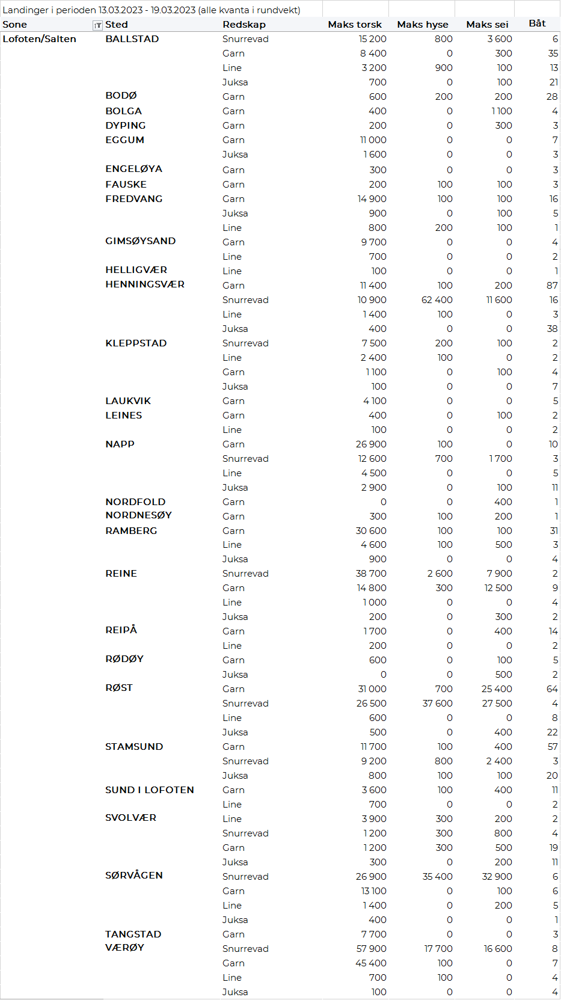 Landinger i perioden 13.03.2023 - 19.03.2023 (alle kvanta i rundvekt)
Sone Sted Redskap Maks torsk Maks hyse Maks sei Båt
Lofoten/Salten BALLSTAD Snurrevad 15 200 800 3 600 6
Garn 8 400 0 300 35
Line 3 200 900 100 13
Juksa 700 0 100 21
BODØ Garn 600 200 200 28
BOLGA Garn 400 0 1 100 4
DYPING Garn 200 0 300 3
EGGUM Garn 11 000 0 0 7
Juksa 1 600 0 0 3
ENGELØYA Garn 300 0 0 3
FAUSKE Garn 200 100 100 3
FREDVANG Garn 14 900 100 100 16
Juksa 900 0 100 5
Line 800 200 100 1
GIMSØYSAND Garn 9 700 0 0 4
Line 700 0 0 2
HELLIGVÆR Line 100 0 0 1
HENNINGSVÆR Garn 11 400 100 200 87
Snurrevad 10 900 62 400 11 600 16
Line 1 400 100 0 3
Juksa 400 0 0 38
KLEPPSTAD Snurrevad 7 500 200 100 2
Line 2 400 100 0 2
Garn 1 100 0 100 4
Juksa 100 0 0 7
LAUKVIK Garn 4 100 0 0 5
LEINES Garn 400 0 100 2
Line 100 0 0 2
NAPP Garn 26 900 100 0 10
Snurrevad 12 600 700 1 700 3
Line 4 500 0 0 5
Juksa 2 900 0 100 11
NORDFOLD Garn 0 0 400 1
NORDNESØY Garn 300 100 200 1
RAMBERG Garn 30 600 100 100 31
Line 4 600 100 500 3
Juksa 900 0 0 4
REINE Snurrevad 38 700 2 600 7 900 2
Garn 14 800 300 12 500 9
Line 1 000 0 0 4
Juksa 200 0 300 2
REIPÅ Garn 1 700 0 400 14
Line 200 0 0 2
RØDØY Garn 600 0 100 5
Juksa 0 0 500 2
RØST Garn 31 000 700 25 400 64
Snurrevad 26 500 37 600 27 500 4
Line 600 0 0 8
Juksa 500 0 400 22
STAMSUND Garn 11 700 100 400 57
Snurrevad 9 200 800 2 400 3
Juksa 800 100 100 20
SUND I LOFOTEN Garn 3 600 100 400 11
Line 700 0 0 2
SVOLVÆR Line 3 900 300 200 2
Snurrevad 1 200 300 800 4
Garn 1 200 300 500 19
Juksa 300 0 200 11
SØRVÅGEN Snurrevad 26 900 35 400 32 900 6
Garn 13 100 0 100 6
Line 1 400 0 200 5
Juksa 400 0 0 1
TANGSTAD Garn 7 700 0 0 3
VÆRØY Snurrevad 57 900 17 700 16 600 8
Garn 45 400 100 0 7
Line 700 100 0 4
Juksa 100 0 0 4